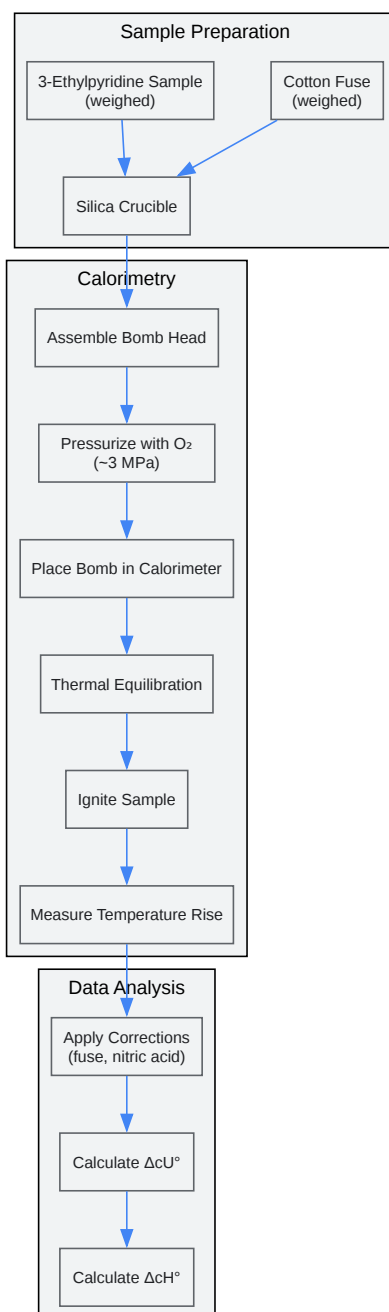 Sample Preparation
3-Ethylpyridine Sample
(weighed)
Cotton Fuse
(weighed)
Silica Crucible
Calorimetry
Assemble Bomb Head
Pressurize with O₂
(~3 MPa)
Place Bomb in Calorimeter
Thermal Equilibration
Ignite Sample
Measure Temperature Rise
Data Analysis
Apply Corrections
(fuse, nitric acid)
Calculate ΔcU°
Calculate ΔcH°